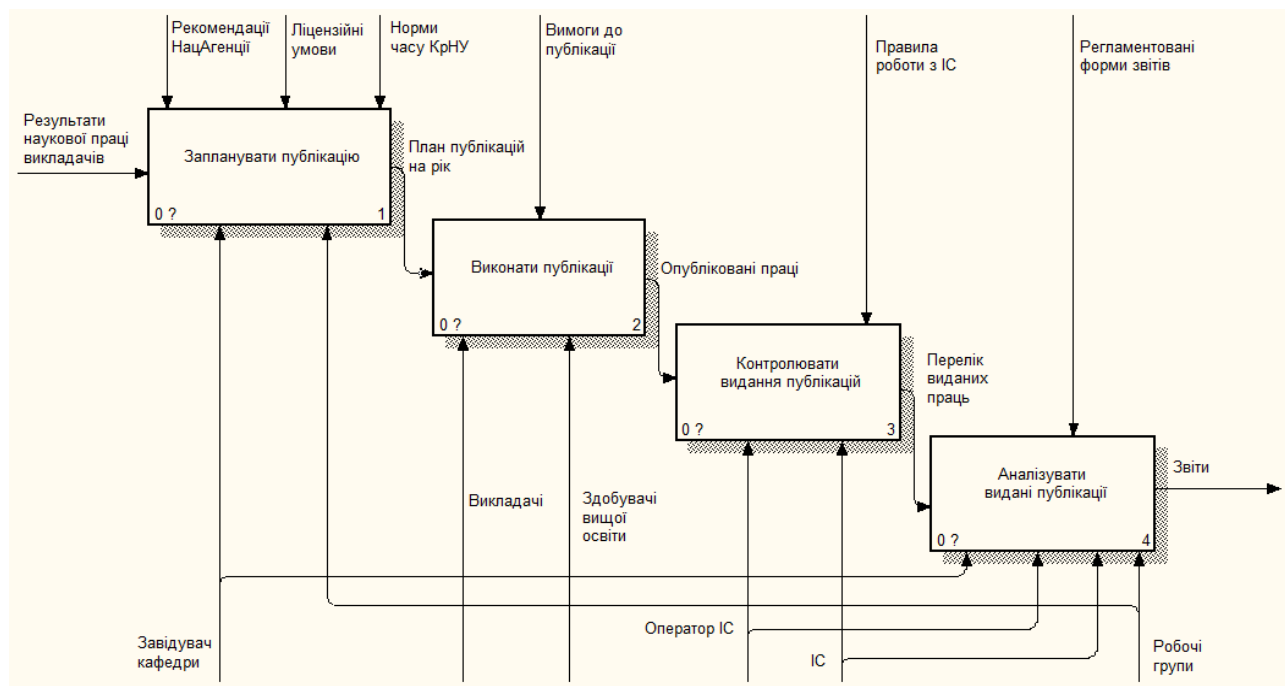 Рекомендації
НацАгенції
Ліцензійні
умови
Норми
часу КрНУ
Вимоги до
публікації
Правила
роботи з ІС
Регламентовані
форми звітів
Результати
наукової праці
викладачів
Запланувати публікацію
0 ?
1
План публікацій
на рік
Виконати публікації
0 ?
2
Опубліковані праці
Контролювати
видання публікацій
0 ?
3
Перелік
виданих
праць
Аналізувати
видані публікації
0 ?
4
Звіти
Викладачі
Здобувачі
вищої
освіти
Завідувач
кафедри
Оператор ІС
ІС
Робочі
групи